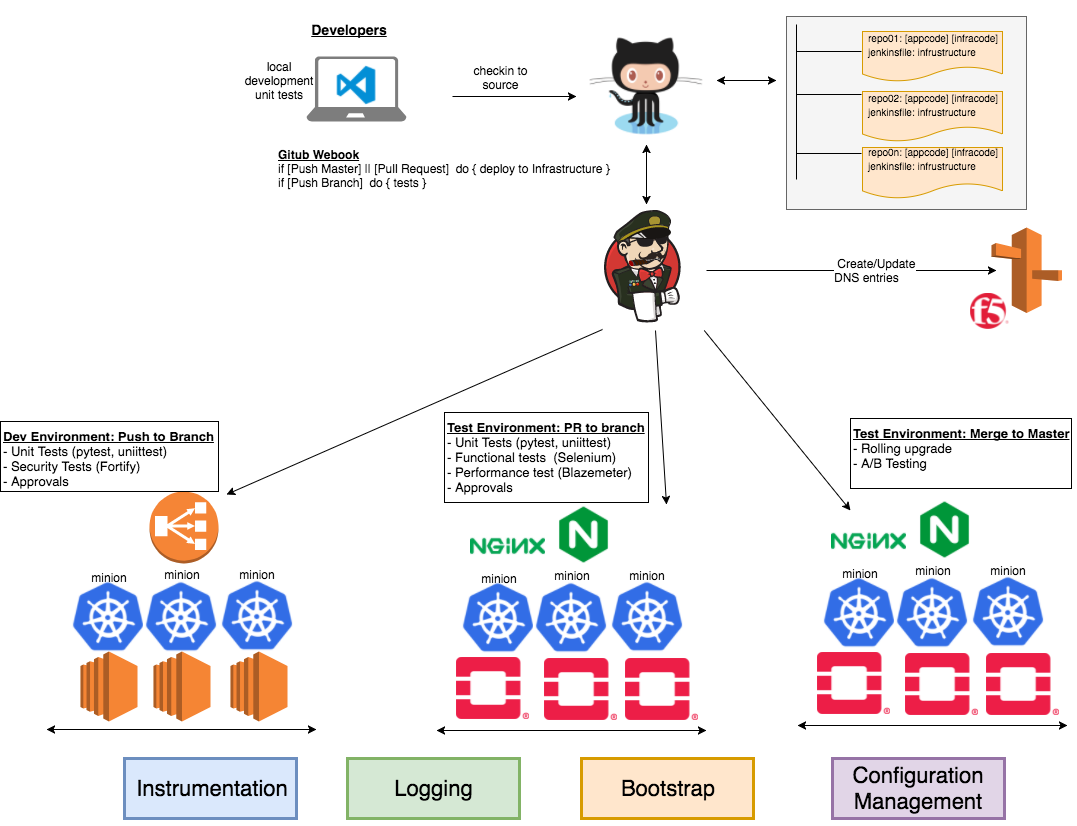 Developers
local
development
unit tests
checkin to
source
repo01: [appcode] [infracode]
jenkinsfile: infrustructure
repo02: [appcode] [infracode]
jenkinsfile: infrustructure
repo0n: [appcode] [infracode]
jenkinsfile: infrustructure
Gitub Webook
if [Push Master] || [Pull Request]  do { deploy to Infrastructure }
if [Push Branch]  do { tests }
Create/Update
DNS entries
f5
Dev Environment: Push to Branch
- Unit Tests (pytest, uniittest)
- Security Tests (Fortify)
- Approvals
Test Environment: PR to branch
- Unit Tests (pytest, uniittest)
- Functional tests  (Selenium)
- Performance test (Blazemeter)
- Approvals
Test Environment: Merge to Master
- Rolling upgrade
- A/B Testing
NGINX
N
NGINX
N
minion
minion
minion
minion
minion
minion
minion
minion
minion
Instrumentation
Logging
Bootstrap
Configuration
Management